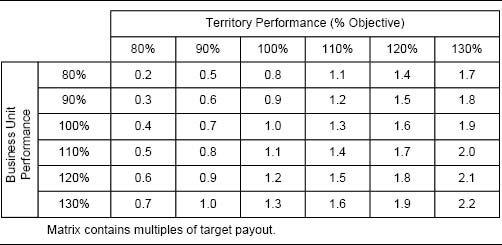 Territory Performance (% Objective)
80% 90% 100% 110% 120% 130%
Business Unit
Performance
80% 0.2 0.5 0.8 1.1 1.4 1.7
90% 0.3 0.6 0.9 1.2 1.5 1.8
100% 0.4 0.7 1.0 1.3 1.6 1.9
110% 0.5 0.8 1.1 1.4 1.7 2.0
120% 0.6 0.9 1.2 1.5 1.8 2.1
130% 0.7 1.0 1.3 1.6 1.9 2.2
Matrix contains multiples of target payout.